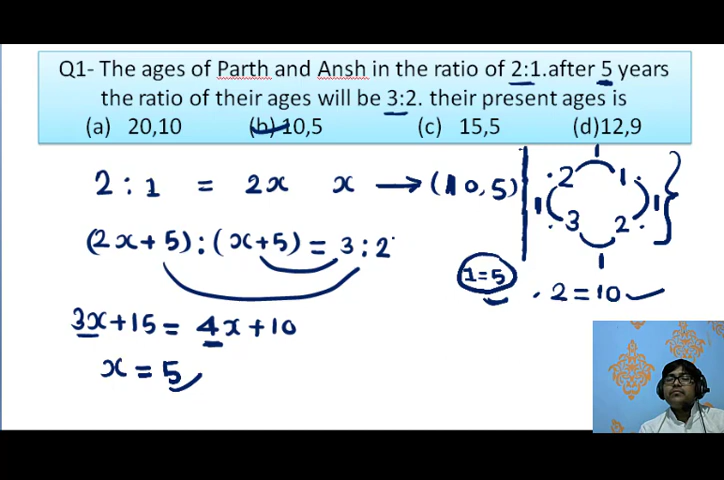 Q1- The ages of Parth and Ansh in the ratio of 2:1.after 5 years
the ratio of their ages will be 3:2. their present ages is
(a) 20,10 (b) 10,5 (c) 15,5 (d)12,9
2 : 1 = 2x x → (10,5)
(2x+5):(x+5) = 3:2
3x+15 = 4x+10
x = 5
1
2 1
1 1
3 2
1
1=5
2=10